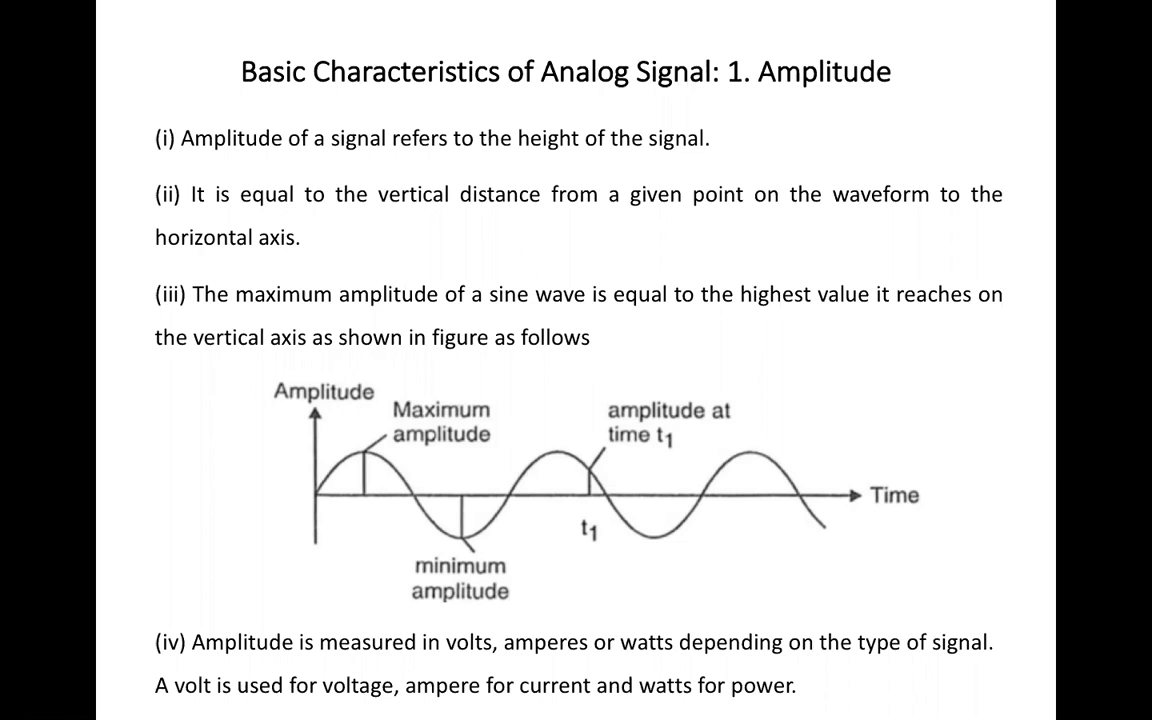 Basic Characteristics of Analog Signal: 1. Amplitude
(i) Amplitude of a signal refers to the height of the signal.
(ii) It is equal to the vertical distance from a given point on the waveform to the
horizontal axis.
(iii) The maximum amplitude of a sine wave is equal to the highest value it reaches on
the vertical axis as shown in figure as follows
Amplitude
Maximum
amplitude
amplitude at
time t₁
Time
t₁
minimum
amplitude
(iv) Amplitude is measured in volts, amperes or watts depending on the type of signal.
A volt is used for voltage, ampere for current and watts for power.